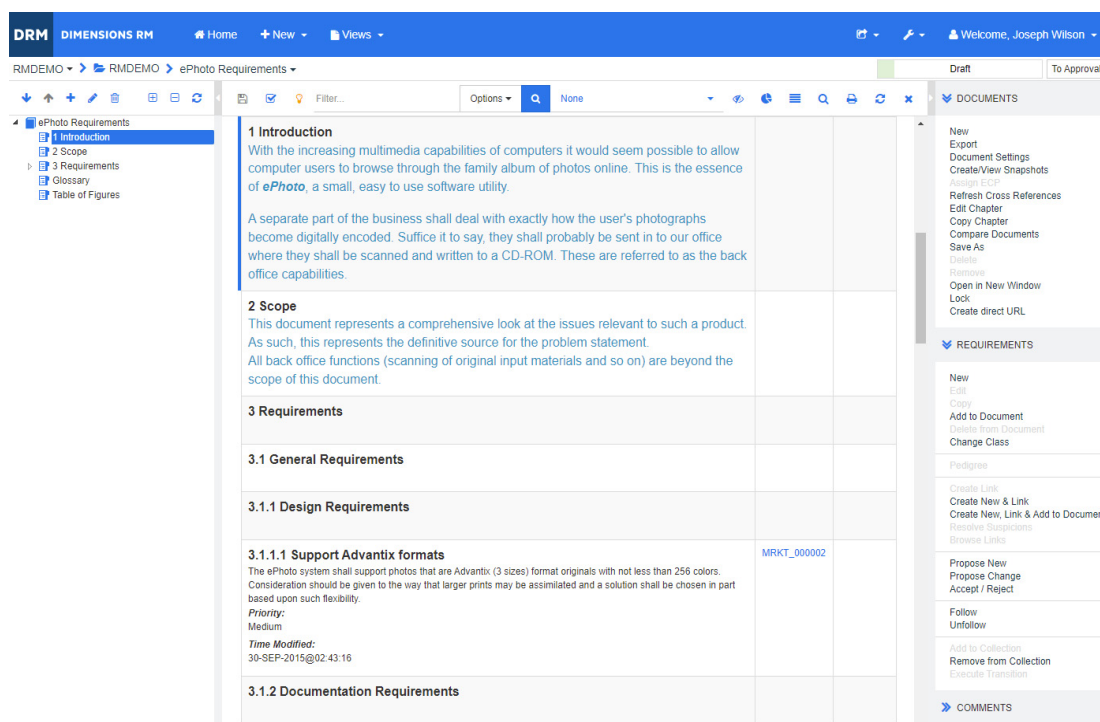 DRM DIMENSIONS RM Home New Views Welcome, Joseph Wilson
RMDEMO RMDEMO ePhoto Requirements Draft To Approval
Filter... Options None
DOCUMENTS
ePhoto Requirements
1 Introduction
2 Scope
3 Requirements
Glossary
Table of Figures
1 Introduction
With the increasing multimedia capabilities of computers it would seem possible to allow
computer users to browse through the family album of photos online. This is the essence
of ePhoto, a small, easy to use software utility.
A separate part of the business shall deal with exactly how the user's photographs
become digitally encoded. Suffice it to say, they shall probably be sent in to our office
where they shall be scanned and written to a CD-ROM. These are referred to as the back
office capabilities.
2 Scope
This document represents a comprehensive look at the issues relevant to such a product.
As such, this represents the definitive source for the problem statement.
All back office functions (scanning of original input materials and so on) are beyond the
scope of this document.
3 Requirements
3.1 General Requirements
3.1.1 Design Requirements
3.1.1.1 Support Advantix formats MRKT_000002
The ePhoto system shall support photos that are Advantix (3 sizes) format originals with not less than 256 colors.
Consideration should be given to the way that larger prints may be assimilated and a solution shall be chosen in part
based upon such flexibility.
Priority:
Medium
Time Modified:
30-SEP-2015@02:43:16
3.1.2 Documentation Requirements
New
Export
Document Settings
Create/View Snapshots
Assign ECP
Refresh Cross References
Edit Chapter
Copy Chapter
Compare Documents
Save As
Delete
Remove
Open in New Window
Lock
Create direct URL
REQUIREMENTS
New
Edit
Copy
Add to Document
Delete from Document
Change Class
Pedigree
Create Link
Create New & Link
Create New, Link & Add to Documen
Resolve Suspicions
Browse Links
Propose New
Propose Change
Accept / Reject
Follow
Unfollow
Add to Collection
Remove from Collection
Execute Transition
COMMENTS